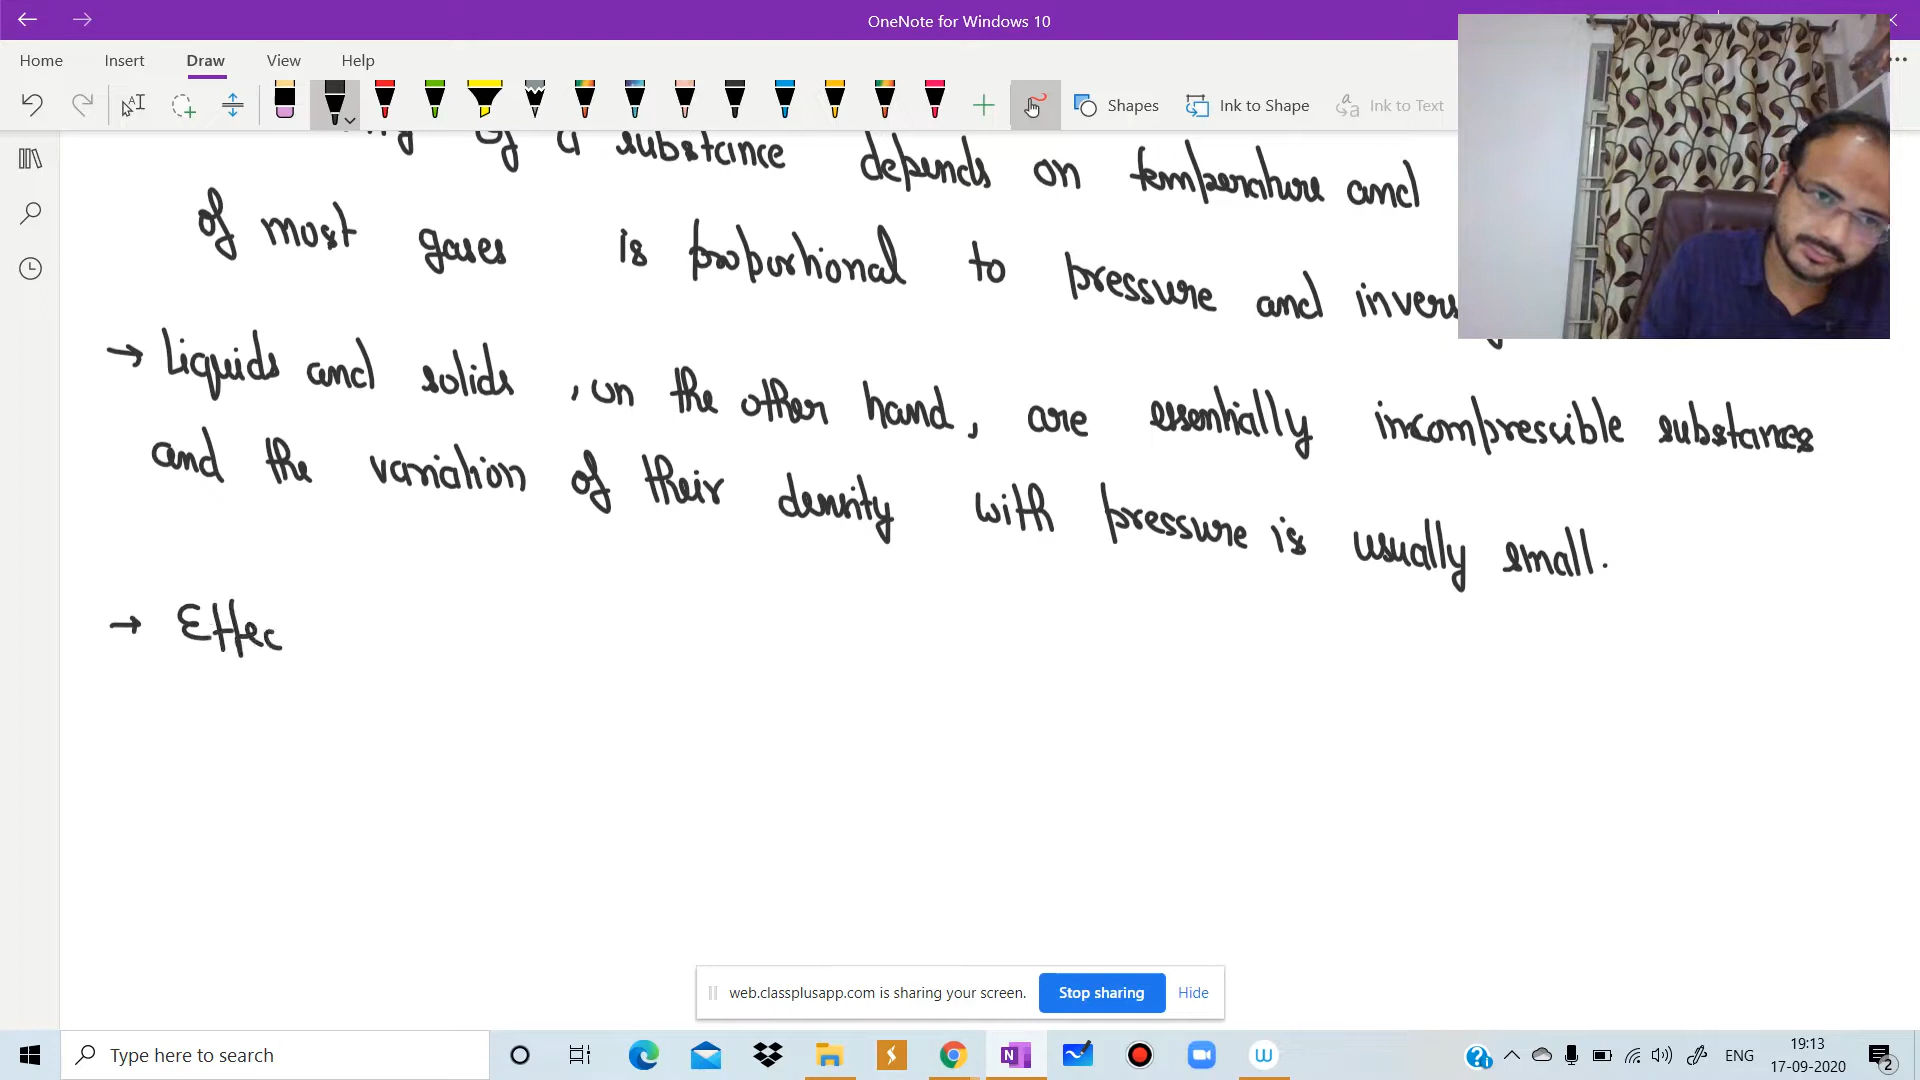 OneNote for Windows 10
Home Insert Draw View Help
Shapes Ink to Shape Ink to Text
of a substance depends on temperature and
of most gases is proportional to pressure and
→ Liquids and solids, on the other hand, are essentially incompressible substances
and the variation of their density with pressure is usually small.
→ Effec
web.classplusapp.com is sharing your screen. Stop sharing Hide
Type here to search
ENG
19:13
17-09-2020
2